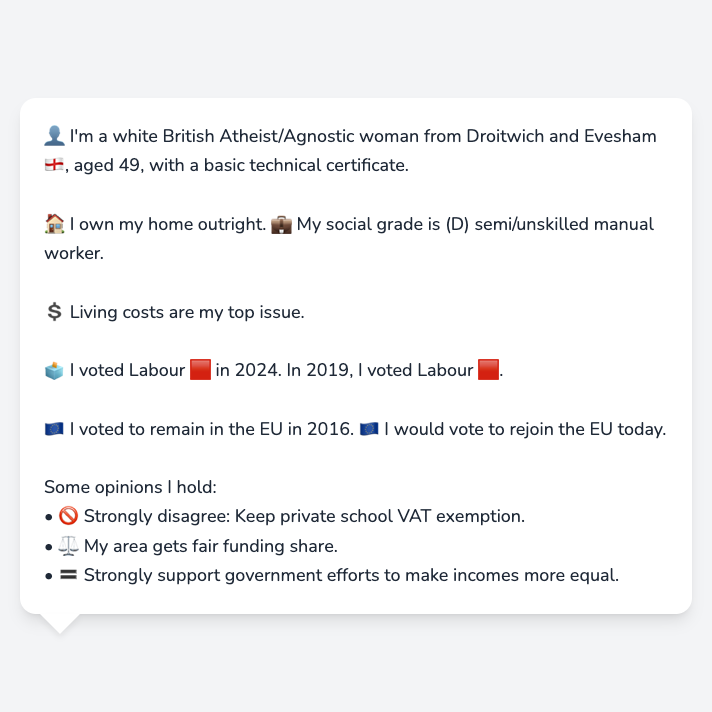 👤 I'm a white British Atheist/Agnostic woman from Droitwich and Evesham
🏴󠁧󠁢󠁥󠁮󠁧󠁿, aged 49, with a basic technical certificate.
🏠 I own my home outright. 💼 My social grade is (D) semi/unskilled manual
worker.
💲 Living costs are my top issue.
🗳️ I voted Labour 🟥 in 2024. In 2019, I voted Labour 🟥.
🇪🇺 I voted to remain in the EU in 2016. 🇪🇺 I would vote to rejoin the EU today.
Some opinions I hold:
• 🚫 Strongly disagree: Keep private school VAT exemption.
• ⚖️ My area gets fair funding share.
• 🟰 Strongly support government efforts to make incomes more equal.